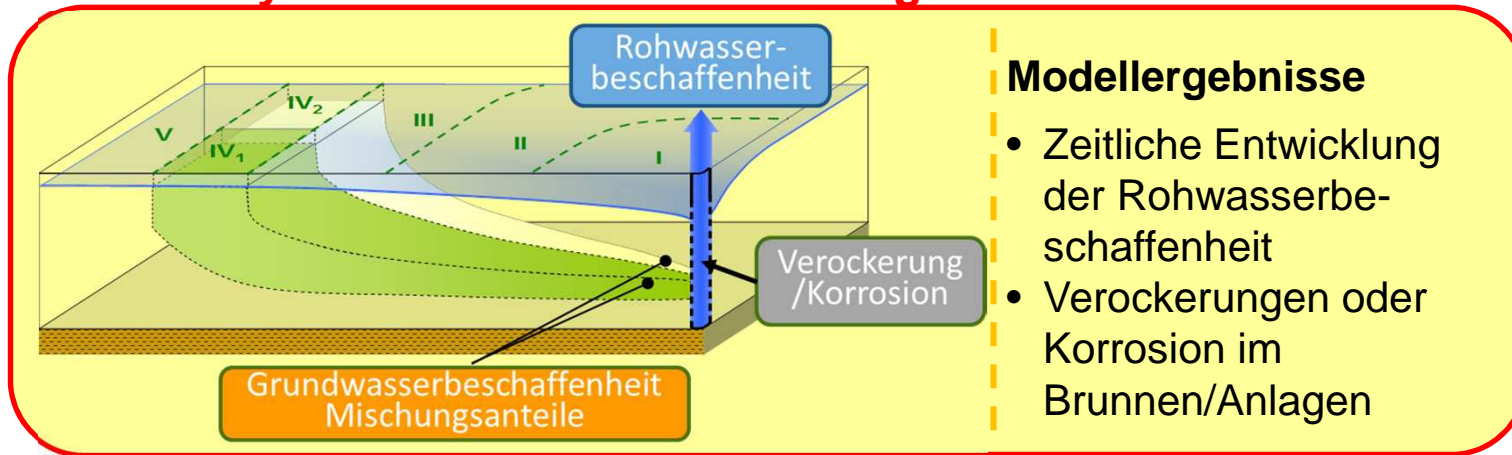 Rohwasser-
beschaffenheit
V
IV₂
IV₁
III
II
I
Verockerung
/Korrosion
Grundwasserbeschaffenheit
Mischungsanteile
Modellergebnisse
• Zeitliche Entwicklung
der Rohwasserbe-
schaffenheit
• Verockerungen oder
Korrosion im
Brunnen/Anlagen